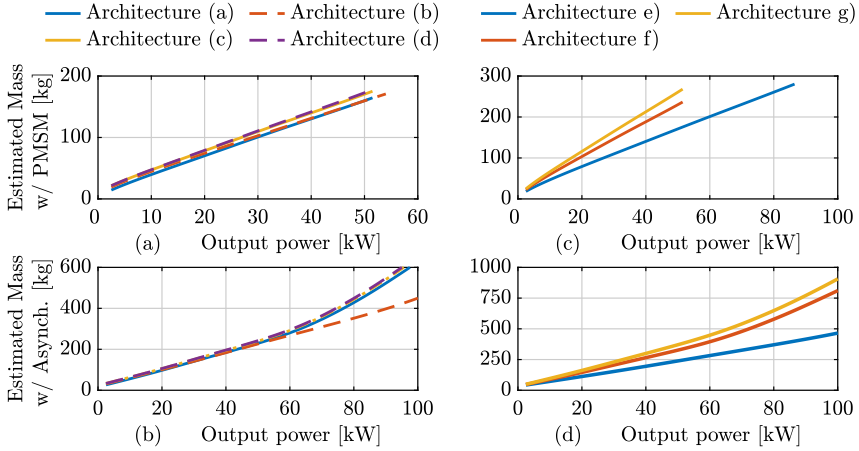 Architecture (a) Architecture (b)
Architecture (c) Architecture (d)
Architecture e) Architecture g)
Architecture f)
Estimated Mass
w/ PMSM [kg]
200
100
0
0 10 20 30 40 50 60
(a) Output power [kW]
300
200
100
0
20 40 60 80 100
(c) Output power [kW]
Estimated Mass
w/ Asynch. [kg]
600
400
200
0
0 20 40 60 80 100
(b) Output power [kW]
1000
750
500
250
0
0 20 40 60 80 100
(d) Output power [kW]